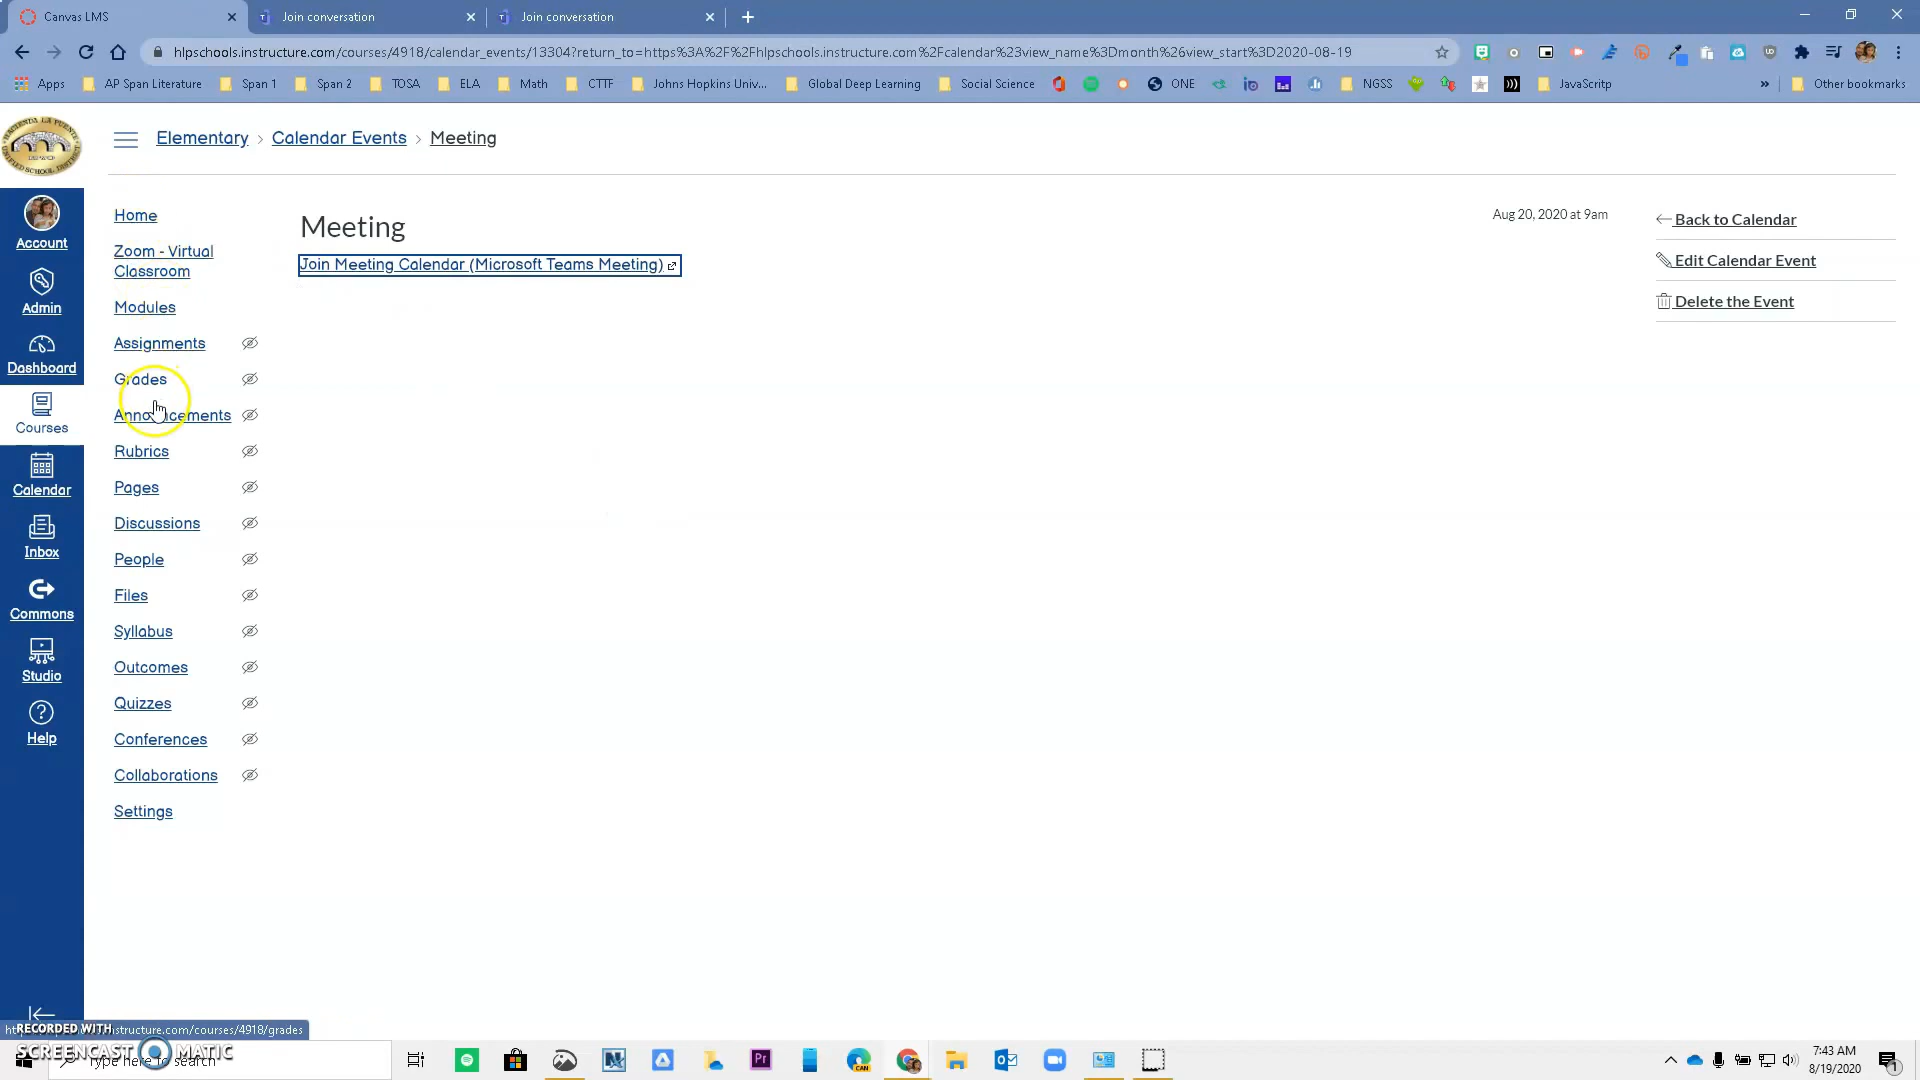 Canvas LMS
Join conversation
Join conversation
hlpschools.instructure.com/courses/4918/calendar_events/13304?return_to=https%3A%2F%2Fhlpschools.instructure.com%2Fcalendar%23view_name%3Dmonth%26view_start%3D2020-08-19
Apps AP Span Literature Span 1 Span 2 TOSA ELA Math CTTF Johns Hopkins Univ... Global Deep Learning Social Science ONE NGSS JavaScritp » Other bookmarks
Elementary › Calendar Events › Meeting
Account
Admin
Dashboard
Courses
Calendar
Inbox
Commons
Studio
Help
Home
Zoom - Virtual
Classroom
Modules
Assignments
Grades
Announcements
Rubrics
Pages
Discussions
People
Files
Syllabus
Outcomes
Quizzes
Conferences
Collaborations
Settings
Meeting
Join Meeting Calendar (Microsoft Teams Meeting)
Aug 20, 2020 at 9am
Back to Calendar
Edit Calendar Event
Delete the Event
instructure.com/courses/4918/grades
RECORDED WITH
SCREENCAST MATIC
Type here to search
7:43 AM
8/19/2020